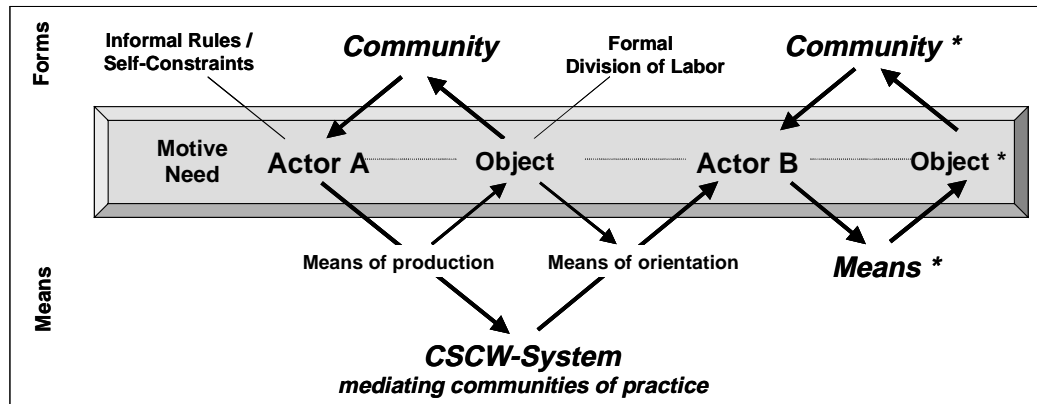 Forms
Informal Rules /
Self-Constraints
Community
Formal
Division of Labor
Community *
Motive
Need
Actor A
Object
Actor B
Object *
Means
Means of production
Means of orientation
Means *
CSCW-System
mediating communities of practice